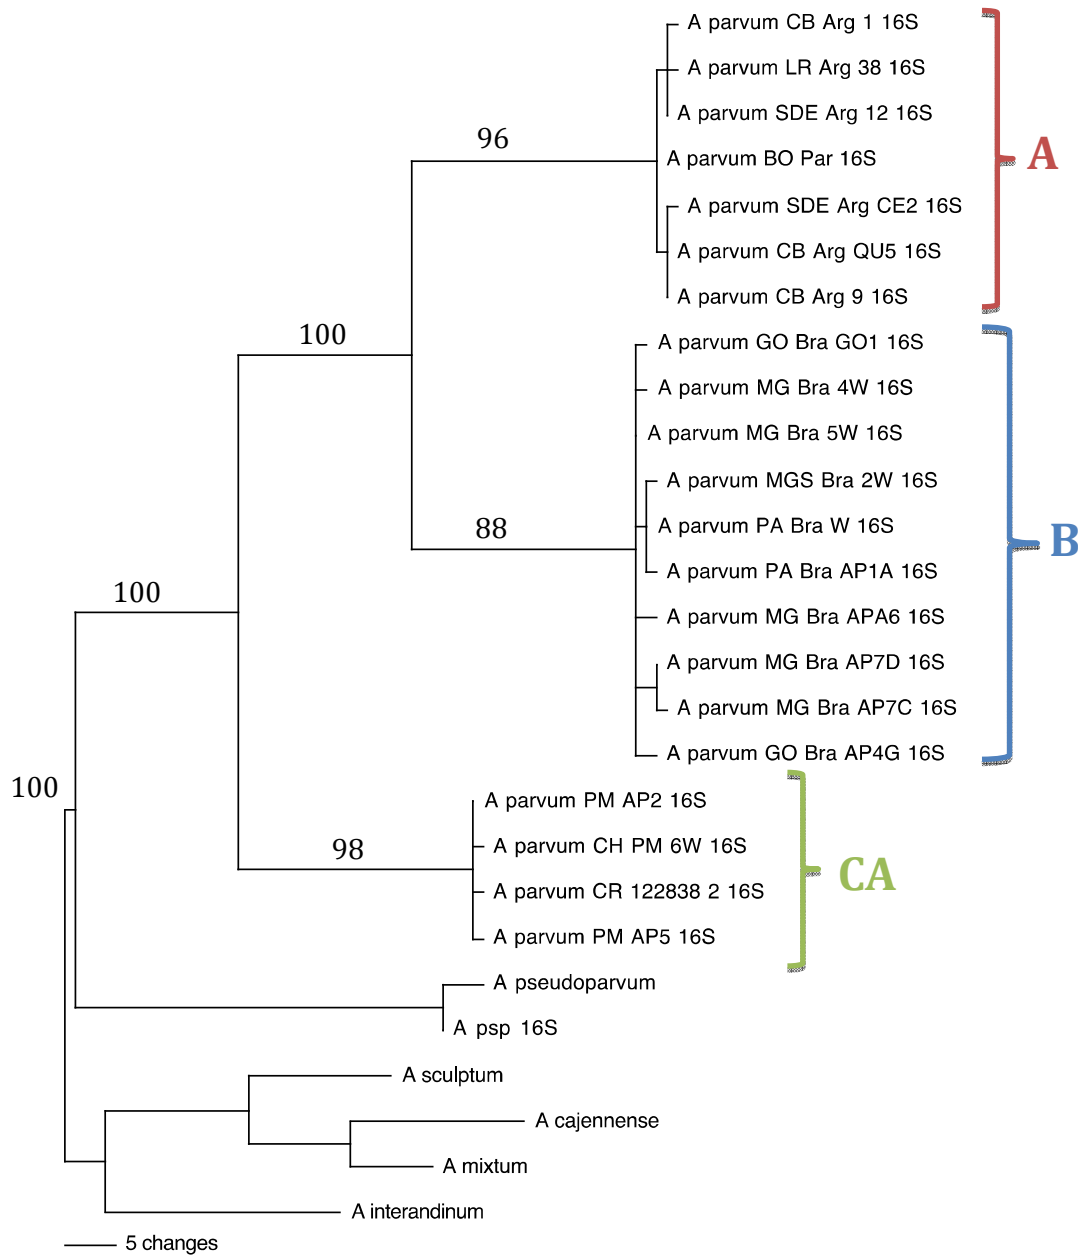 A parvum CB Arg 1 16S
A parvum LR Arg 38 16S
A parvum SDE Arg 12 16S
96
A parvum BO Par 16S
A
A parvum SDE Arg CE2 16S
A parvum CB Arg QU5 16S
A parvum CB Arg 9 16S
100
A parvum GO Bra GO1 16S
A parvum MG Bra 4W 16S
A parvum MG Bra 5W 16S
A parvum MGS Bra 2W 16S
88
A parvum PA Bra W 16S
B
A parvum PA Bra AP1A 16S
100
A parvum MG Bra APA6 16S
A parvum MG Bra AP7D 16S
A parvum MG Bra AP7C 16S
A parvum GO Bra AP4G 16S
100
A parvum PM AP2 16S
98
A parvum CH PM 6W 16S
CA
A parvum CR 122838 2 16S
A parvum PM AP5 16S
A pseudoparvum
A psp 16S
A sculptum
A cajennense
A mixtum
A interandinum
5 changes